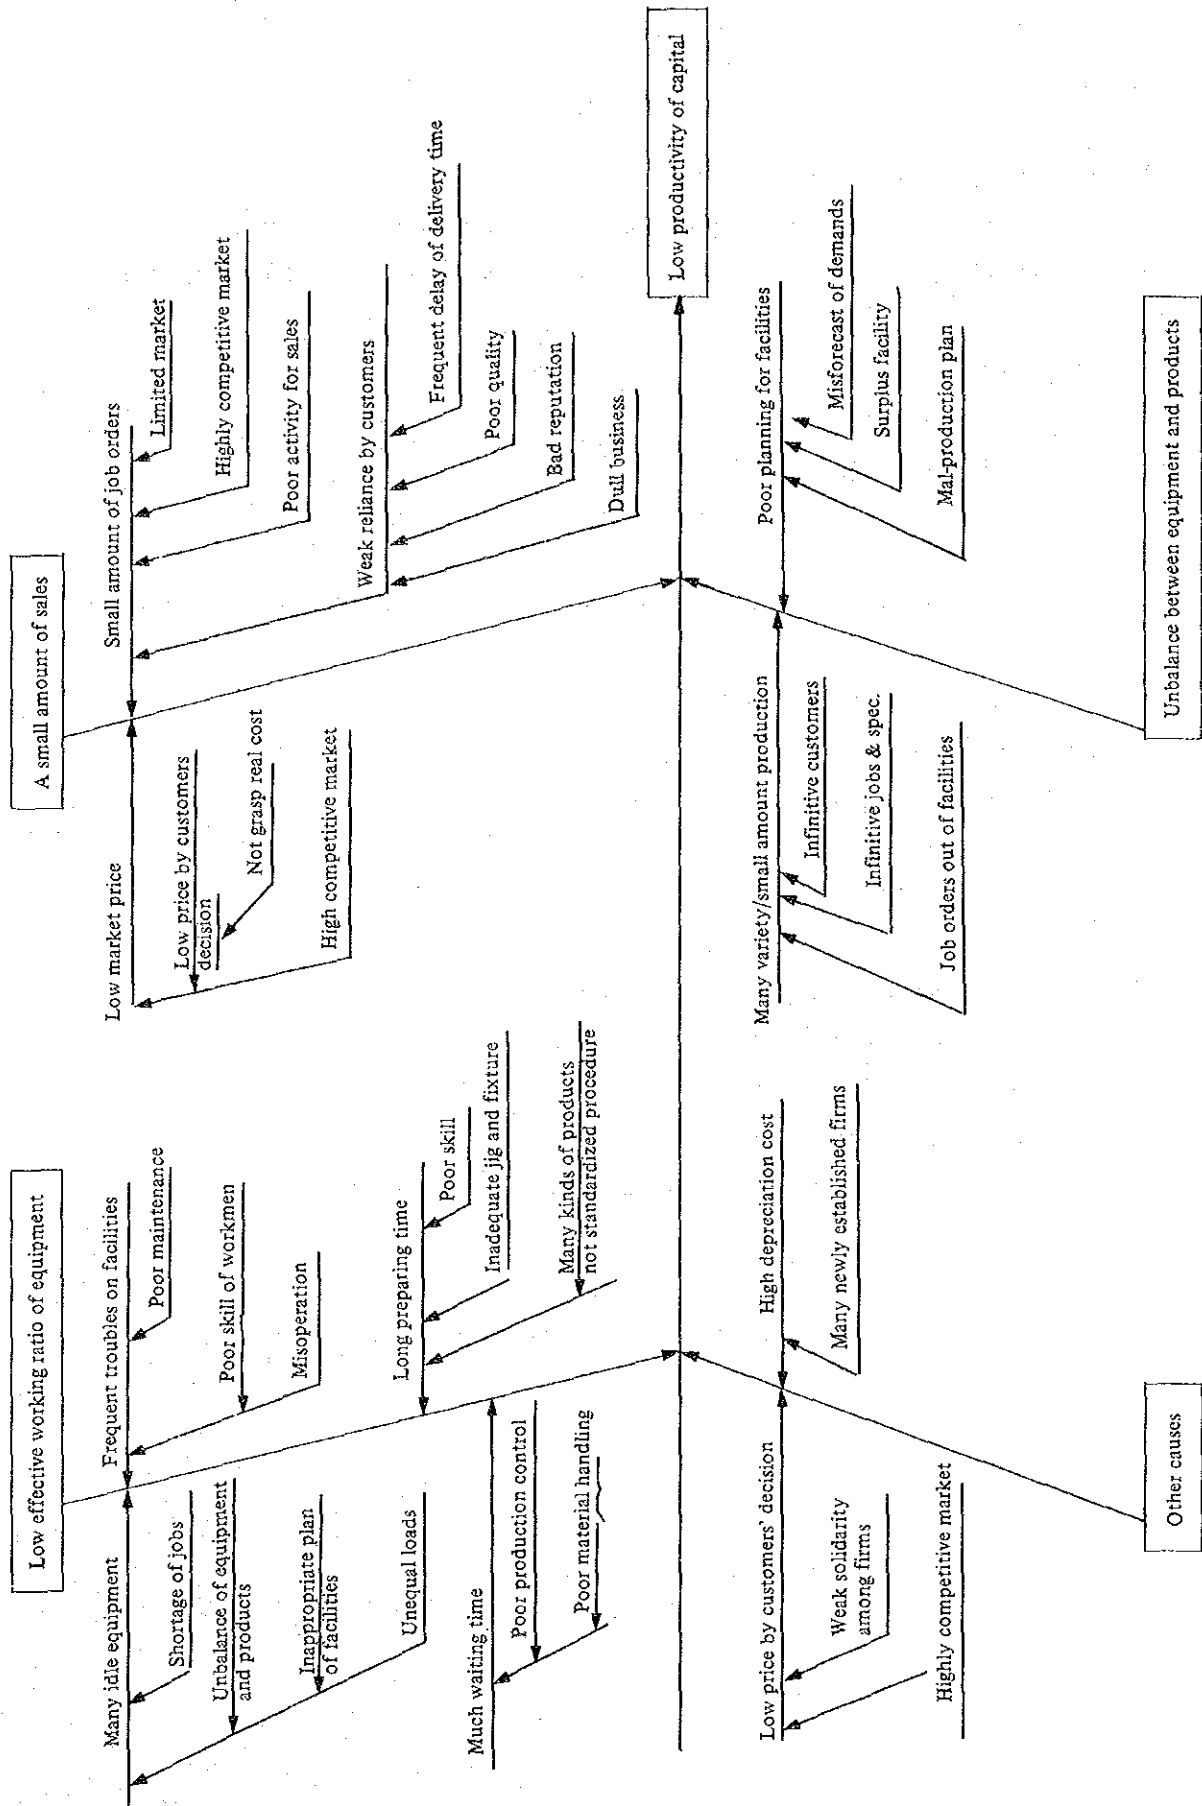 Low effective working ratio of equipment
Many idle equipment
Shortage of jobs
Unbalance of equipment
and products
Inappropriate plan
of facilities
Unequal loads
Frequent troubles on facilities
Poor maintenance
Poor skill of workmen
Misoperation
Long preparing time
Poor skill
Inadequate jig and fixture
Many kinds of products
not standardized procedure
Much waiting time
Poor production control
Poor material handling
A small amount of sales
Low market price
Low price by customers
decision
Not grasp real cost
High competitive market
Small amount of job orders
Limited market
Highly competitive market
Poor activity for sales
Weak reliance by customers
Frequent delay of delivery time
Poor quality
Bad reputation
Dull business
Low productivity of capital
Low price by customers' decision
Weak solidarity
among firms
Highly competitive market
High depreciation cost
Many newly established firms
Other causes
Many variety/small amount production
Infinitive customers
Infinitive jobs & spec.
Job orders out of facilities
Poor planning for facilities
Misforecast of demands
Surplus facility
Mal-production plan
Unbalance between equipment and products